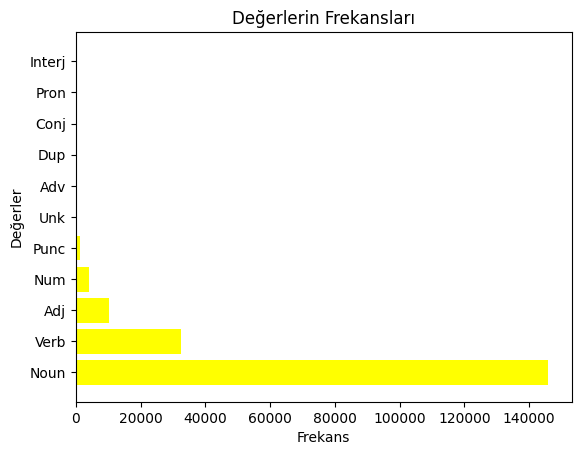 Değerlerin Frekansları
Değerler
Interj
Pron
Conj
Dup
Adv
Unk
Punc
Num
Adj
Verb
Noun
0 20000 40000 60000 80000 100000 120000 140000
Frekans